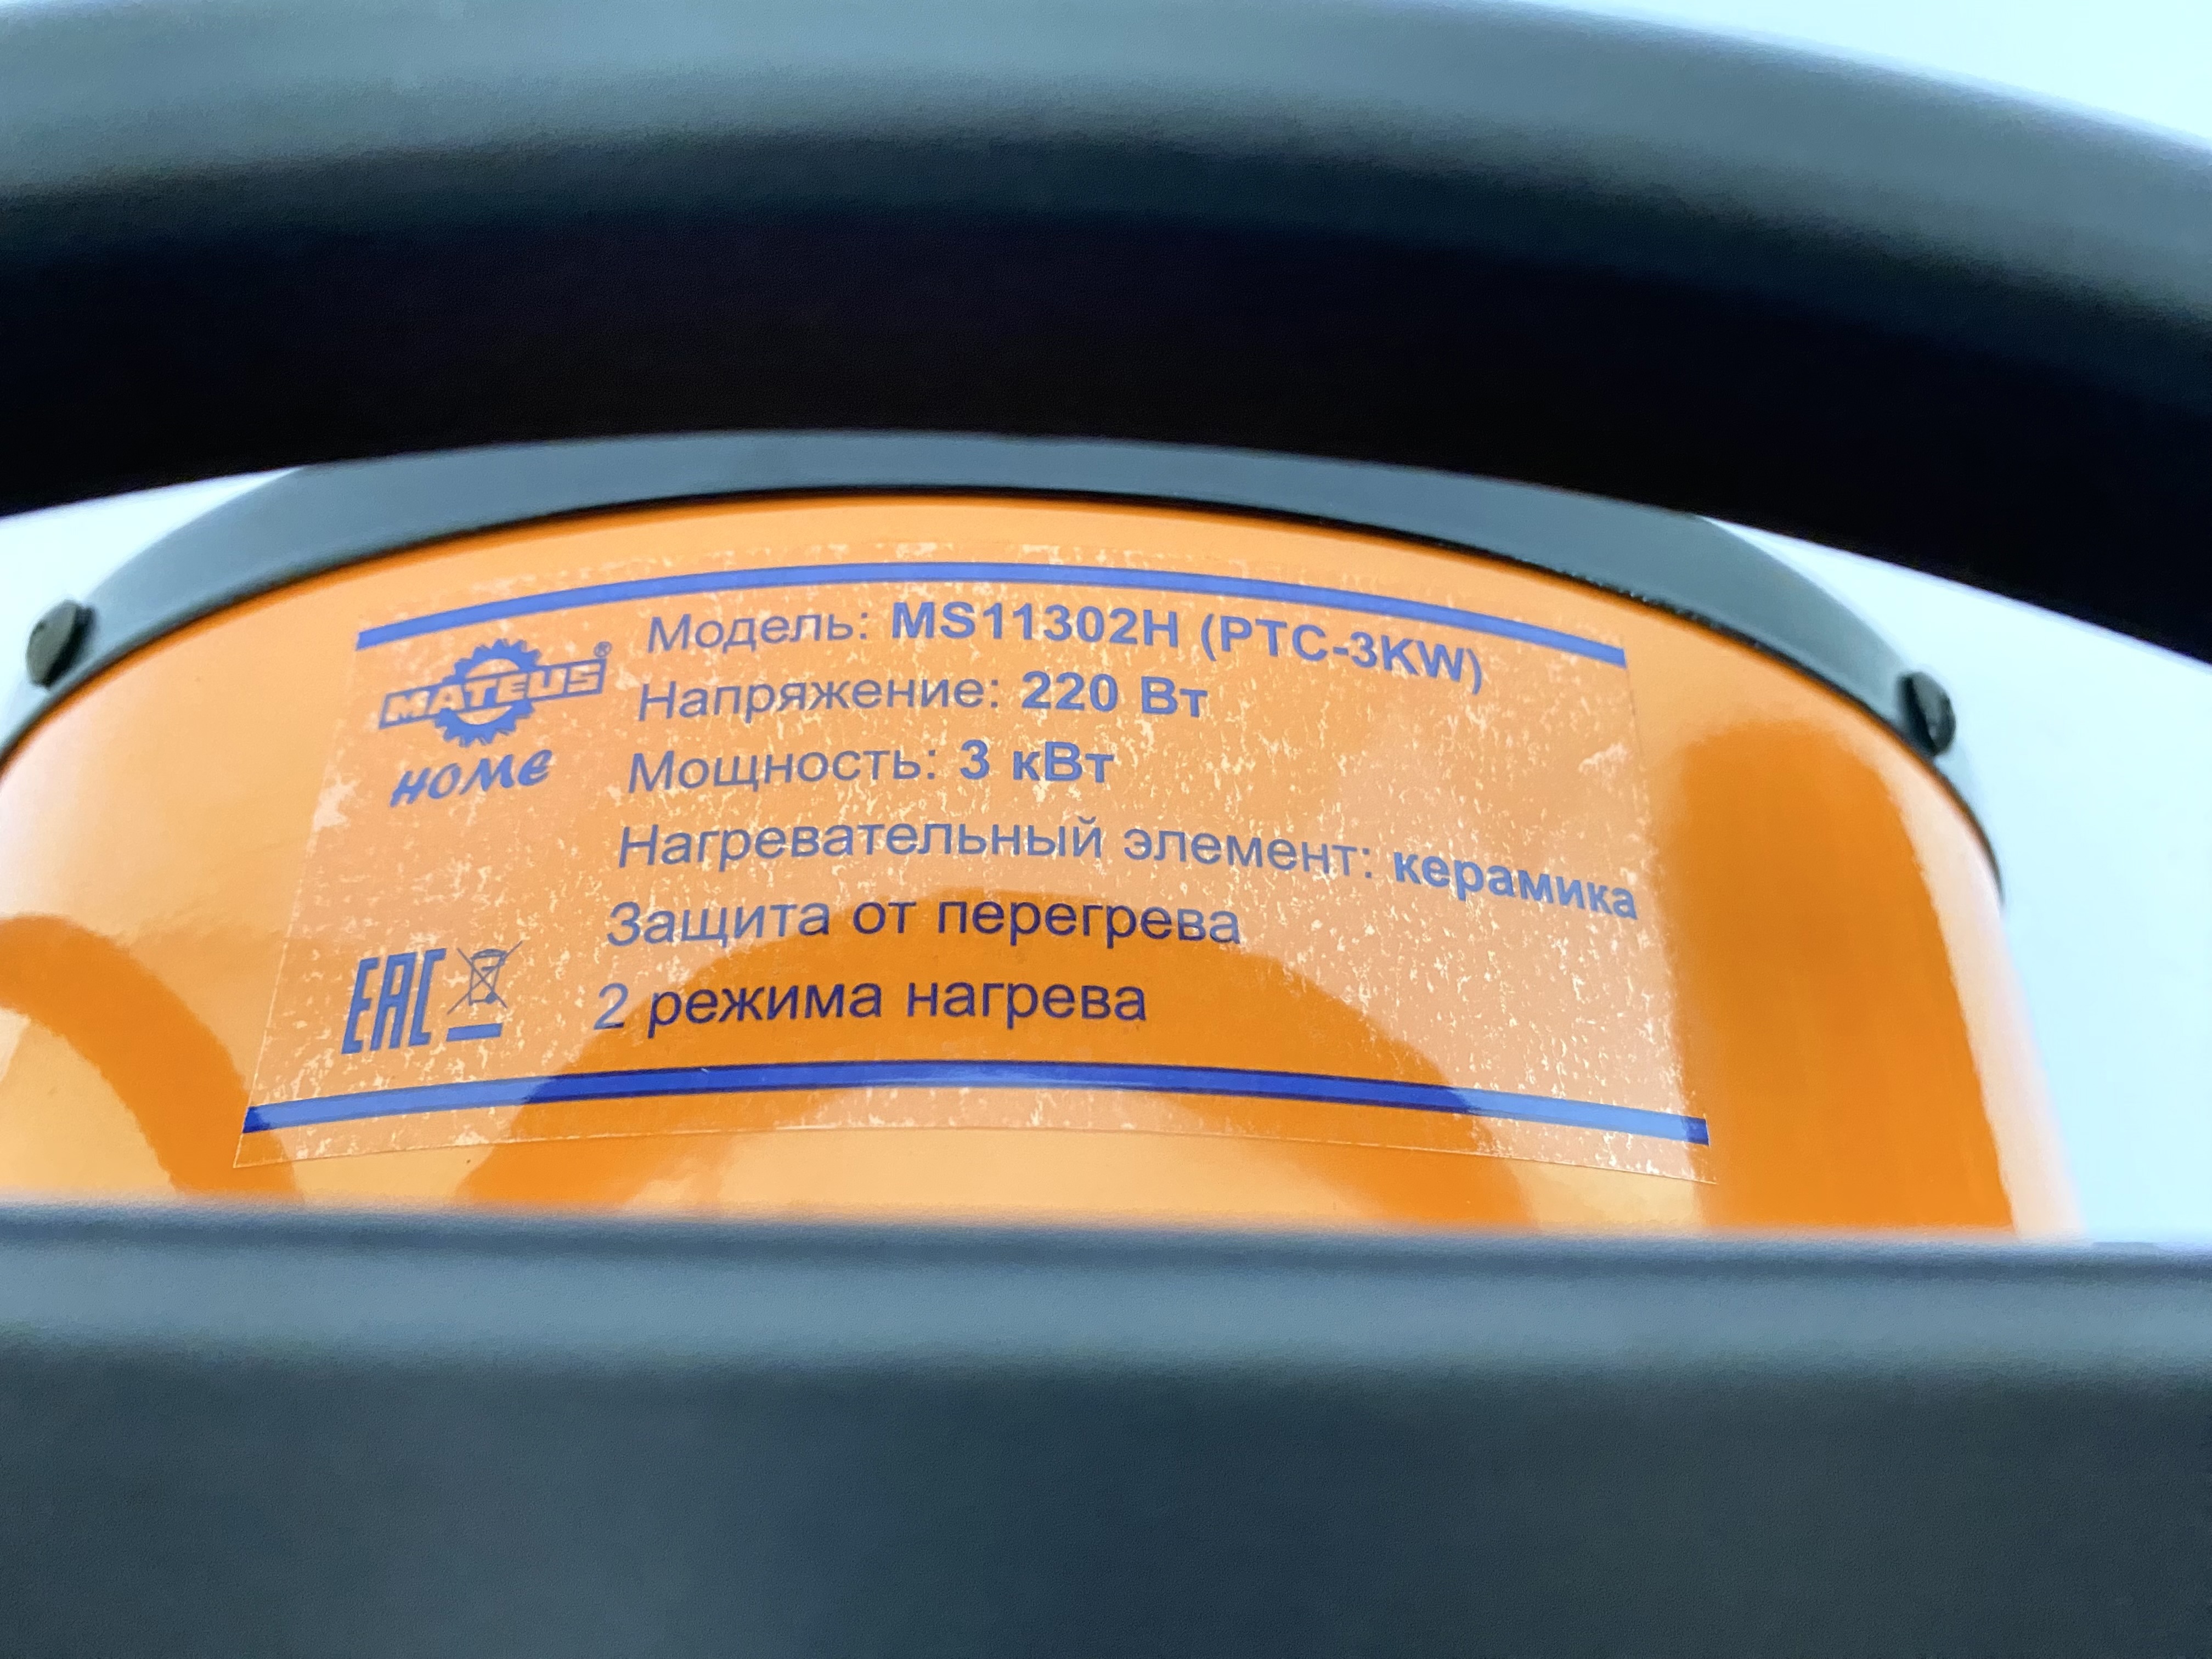 MATEUS®
HOME
Модель: MS11302H (PTC-3KW)
Напряжение: 220 Вт
Мощность: 3 кВт
Нагревательный элемент: керамика
Защита от перегрева
2 режима нагрева
EAC